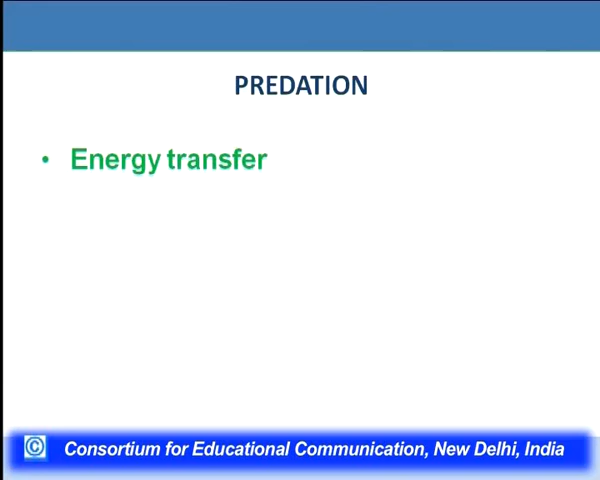 PREDATION
• Energy transfer
© Consortium for Educational Communication, New Delhi, India